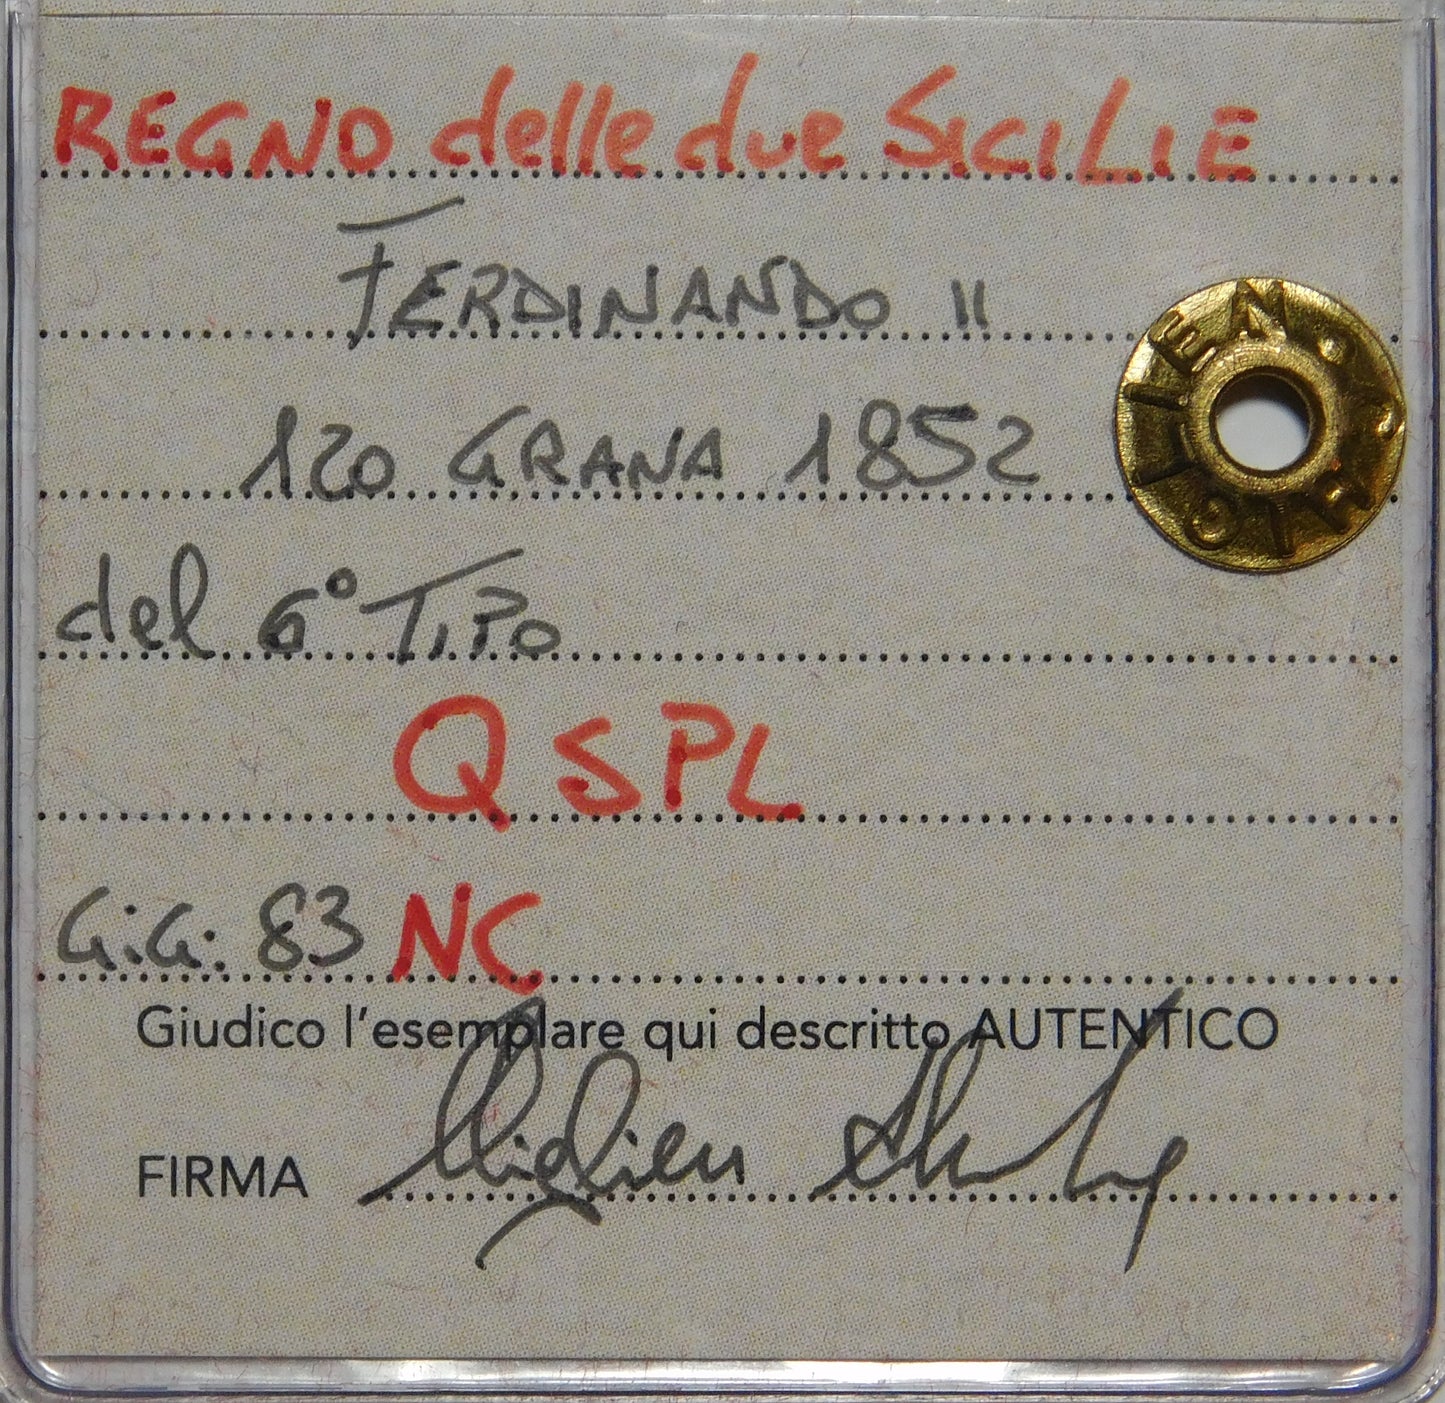 REGNO delle due SICILIE
FERDINANDO II
120 GRANA 1852
del 6° TIPO
Q SPL
G.G. 83 NC
Giudico l'esemplare qui descritto AUTENTICO
FIRMA